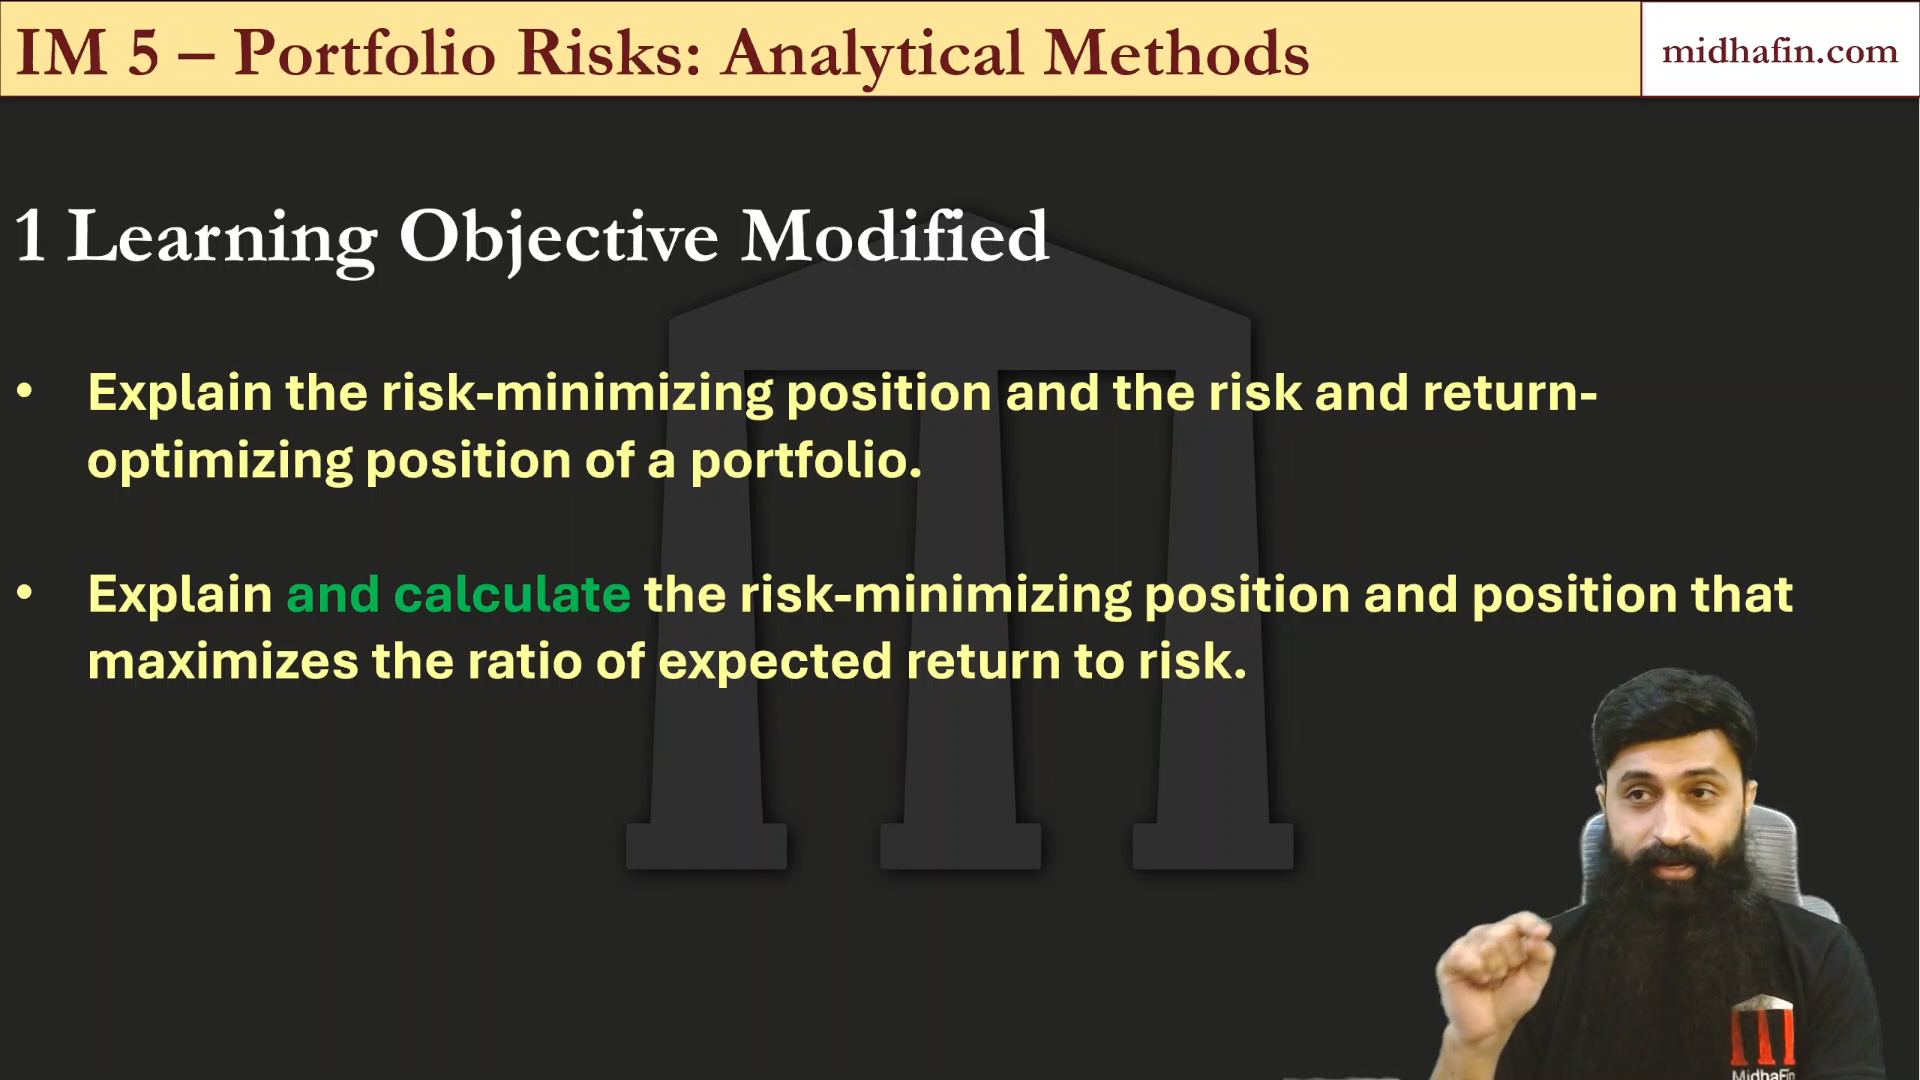 IM 5 – Portfolio Risks: Analytical Methods
midhafin.com
1 Learning Objective Modified
• Explain the risk-minimizing position and the risk and return-
optimizing position of a portfolio.
• Explain and calculate the risk-minimizing position and position that
maximizes the ratio of expected return to risk.
MidhaFin